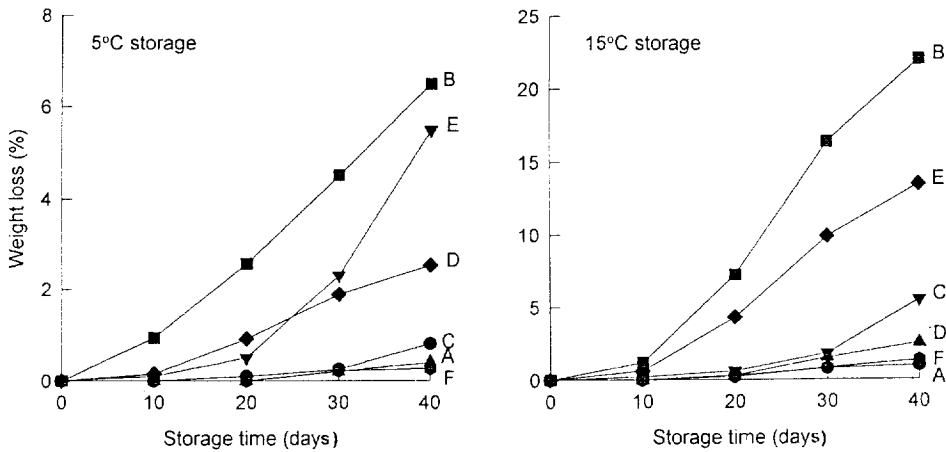 5°C storage
Weight loss (%)
8
6
4
2
0
0 10 20 30 40
Storage time (days)
B
E
D
C
A
F
15°C storage
25
20
15
10
5
0
0 10 20 30 40
Storage time (days)
B
E
C
D
F
A